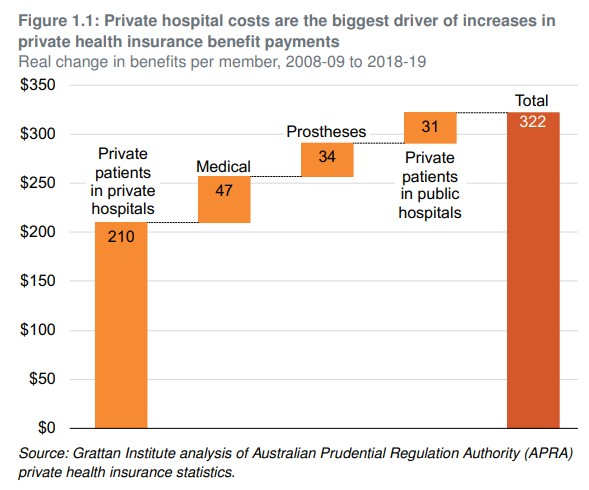 Figure 1.1: Private hospital costs are the biggest driver of increases in
private health insurance benefit payments
Real change in benefits per member, 2008-09 to 2018-19
$350
$300
$250
$200
$150
$100
$50
$0
Private
patients
in private
hospitals
210
Medical
47
Prostheses
34
31
Private
patients
in public
hospitals
Total
322
Source: Grattan Institute analysis of Australian Prudential Regulation Authority (APRA)
private health insurance statistics.